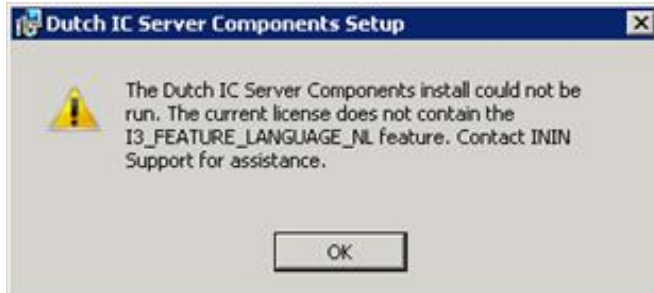 Dutch IC Server Components Setup
The Dutch IC Server Components install could not be
run. The current license does not contain the
I3_FEATURE_LANGUAGE_NL feature. Contact ININ
Support for assistance.
OK